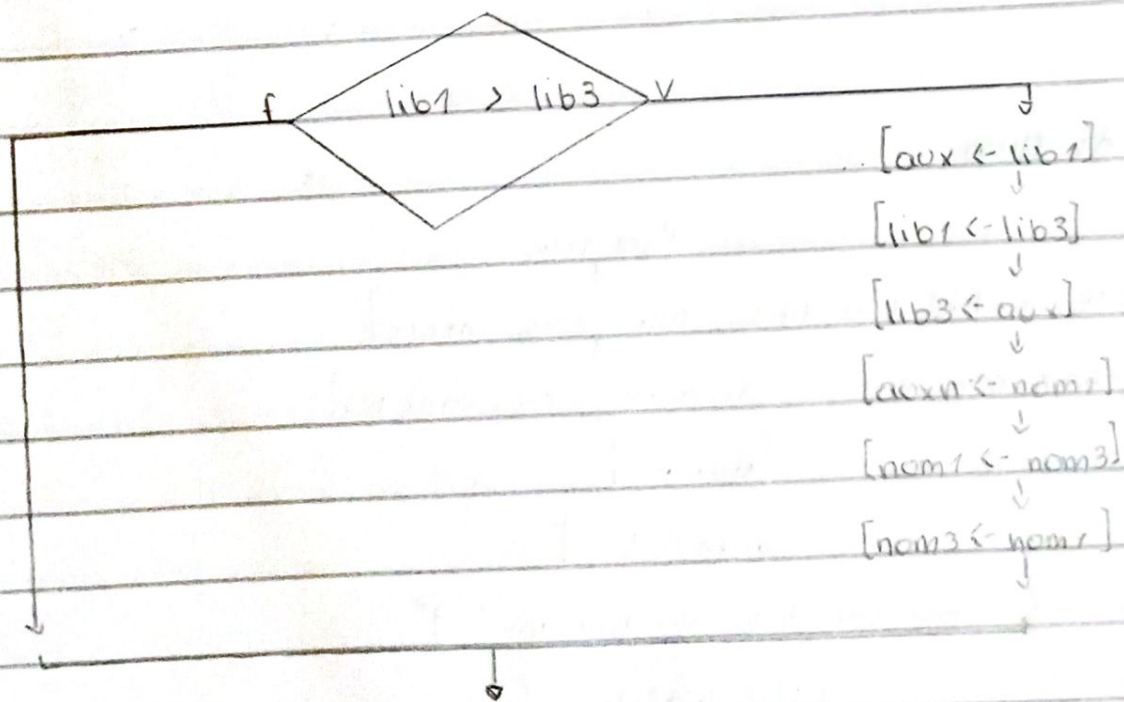 f lib1 > lib3 V
[aux <- lib1]
[lib1 <- lib3]
[lib3 <- aux]
[auxn <- nom1]
[nom1 <- nom3]
[nom3 <- nom1]